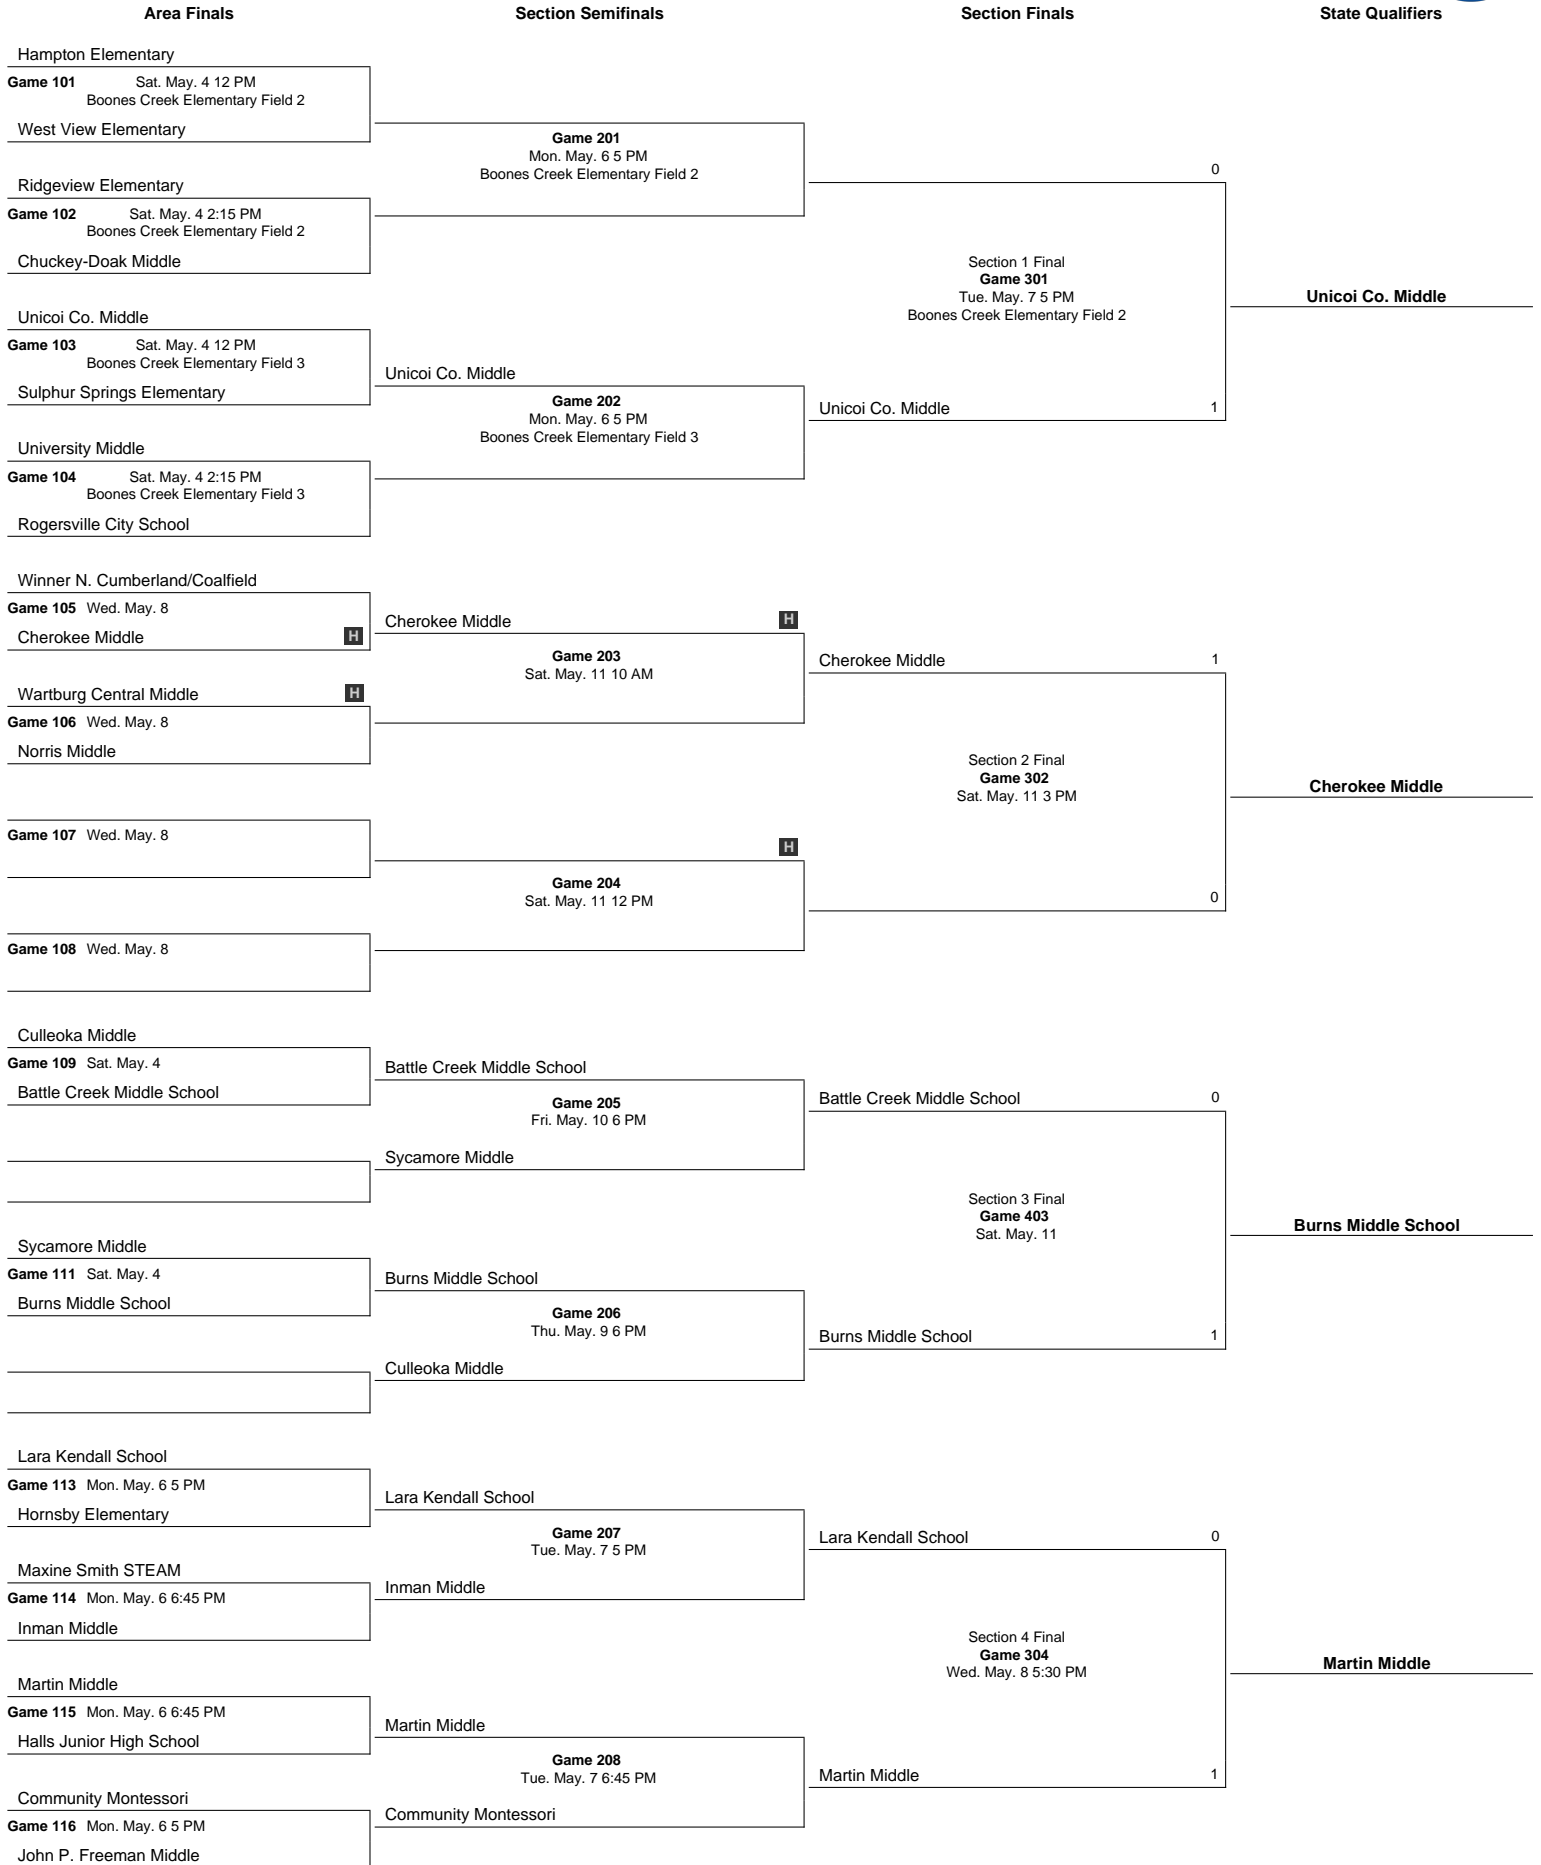 Area Finals
Section Semifinals
Section Finals
State Qualifiers
Hampton Elementary
Game 101 Sat. May. 4 12 PM
Boones Creek Elementary Field 2
West View Elementary
Ridgeview Elementary
Game 102 Sat. May. 4 2:15 PM
Boones Creek Elementary Field 2
Chuckey-Doak Middle
Unicoi Co. Middle
Game 103 Sat. May. 4 12 PM
Boones Creek Elementary Field 3
Sulphur Springs Elementary
University Middle
Game 104 Sat. May. 4 2:15 PM
Boones Creek Elementary Field 3
Rogersville City School
Winner N. Cumberland/Coalfield
Game 105 Wed. May. 8
Cherokee Middle H
Wartburg Central Middle H
Game 106 Wed. May. 8
Norris Middle
Game 107 Wed. May. 8
Game 108 Wed. May. 8
Culleoka Middle
Game 109 Sat. May. 4
Battle Creek Middle School
Sycamore Middle
Game 111 Sat. May. 4
Burns Middle School
Lara Kendall School
Game 113 Mon. May. 6 5 PM
Hornsby Elementary
Maxine Smith STEAM
Game 114 Mon. May. 6 6:45 PM
Inman Middle
Martin Middle
Game 115 Mon. May. 6 6:45 PM
Halls Junior High School
Community Montessori
Game 116 Mon. May. 6 5 PM
John P. Freeman Middle
Game 201
Mon. May. 6 5 PM
Boones Creek Elementary Field 2
Unicoi Co. Middle
Game 202
Mon. May. 6 5 PM
Boones Creek Elementary Field 3
Cherokee Middle H
Game 203
Sat. May. 11 10 AM
H
Game 204
Sat. May. 11 12 PM
Battle Creek Middle School
Game 205
Fri. May. 10 6 PM
Sycamore Middle
Burns Middle School
Game 206
Thu. May. 9 6 PM
Culleoka Middle
Lara Kendall School
Game 207
Tue. May. 7 5 PM
Inman Middle
Martin Middle
Game 208
Tue. May. 7 6:45 PM
Community Montessori
0
Section 1 Final
Game 301
Tue. May. 7 5 PM
Boones Creek Elementary Field 2
Unicoi Co. Middle 1
Cherokee Middle 1
Section 2 Final
Game 302
Sat. May. 11 3 PM
0
Battle Creek Middle School 0
Section 3 Final
Game 403
Sat. May. 11
Burns Middle School 1
Lara Kendall School 0
Section 4 Final
Game 304
Wed. May. 8 5:30 PM
Martin Middle 1
Unicoi Co. Middle
Cherokee Middle
Burns Middle School
Martin Middle